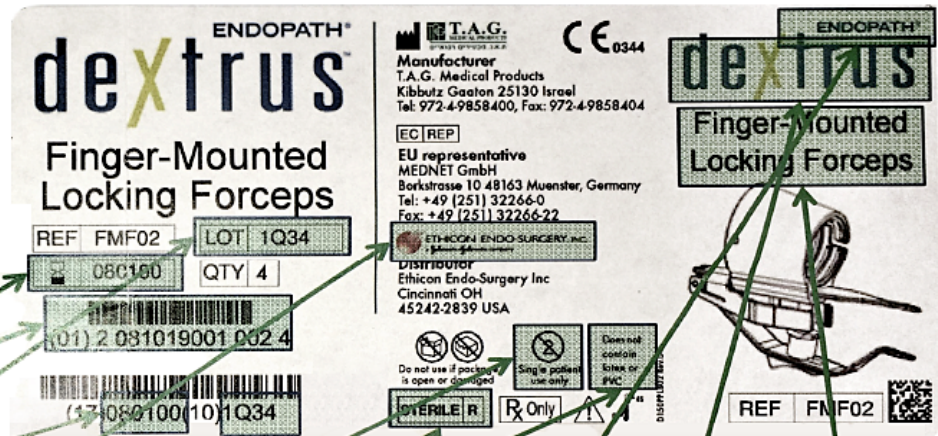 ENDOPATH®
dextrus™
Finger-Mounted
Locking Forceps
REF FMF02
LOT 1Q34
080100
QTY 4
(01) 2 081019001 002 4
(17)080100(10)1Q34
T.A.G.
MEDICAL PRODUCTS
CE 0344
Manufacturer
T.A.G. Medical Products
Kibbutz Gaaton 25130 Israel
Tel: 972-4-9858400, Fax: 972-4-9858404
EC REP
EU representative
MEDNET GmbH
Borkstrasse 10 48163 Muenster, Germany
Tel: +49 (251) 32266-0
Fax: +49 (251) 32266-22
ETHICON ENDO-SURGERY, INC.
Distributor
Ethicon Endo-Surgery Inc
Cincinnati OH
45242-2839 USA
2
Do not use if package
is open or damaged
Single patient
use only
Does not
contain
latex or
PVC
STERILE R
Rx Only
ENDOPATH®
dextrus
Finger-Mounted
Locking Forceps
REF FMF02